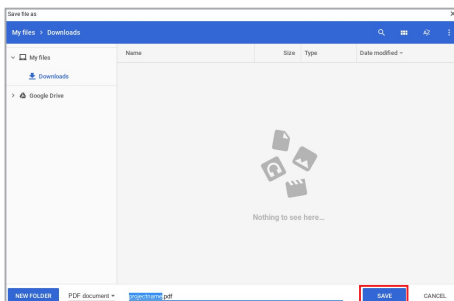 Save file as
My files > Downloads
Name Size Type Date modified
My files
Downloads
Google Drive
Nothing to see here...
NEW FOLDER PDF document projectname.pdf SAVE CANCEL